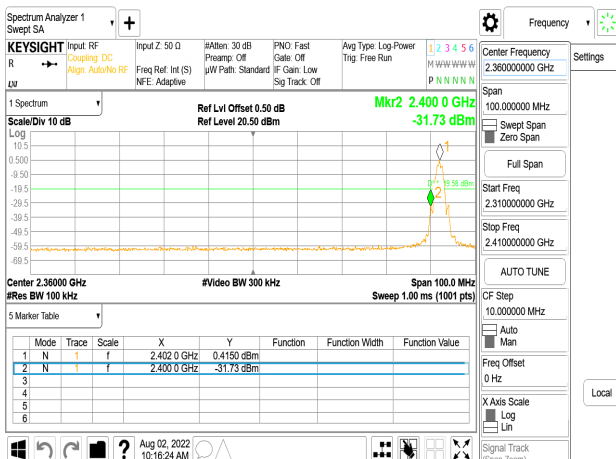 Spectrum Analyzer 1
Swept SA
Frequency
KEYSIGHT
R
Input: RF
Coupling: DC
Align: Auto/No RF
Input Z: 50 Ω
Freq Ref: Int (S)
NFE: Adaptive
#Atten: 30 dB
Preamp: Off
µW Path: Standard
PNO: Fast
Gate: Off
IF Gain: Low
Sig Track: Off
Avg Type: Log-Power
Trig: Free Run
1 2 3 4 5 6
M W W W W W
P N N N N N
1 Spectrum
Scale/Div 10 dB
Log
Ref Lvl Offset 0.50 dB
Ref Level 20.50 dBm
Mkr2 2.400 0 GHz
-31.73 dBm
10.5
0.500
-9.50
-19.5
-29.5
-39.5
-49.5
-59.5
-69.5
1
2
Center 2.36000 GHz
#Res BW 100 kHz
#Video BW 300 kHz
Span 100.0 MHz
Sweep 1.00 ms (1001 pts)
5 Marker Table
Mode Trace Scale X Y Function Function Width Function Value
1 N 1 f 2.402 0 GHz 0.4150 dBm
2 N 1 f 2.400 0 GHz -31.73 dBm
3
4
5
6
?
Aug 02, 2022
10:16:24 AM
Center Frequency
2.360000000 GHz
Span
100.000000 MHz
Swept Span
Zero Span
Full Span
Start Freq
2.310000000 GHz
Stop Freq
2.410000000 GHz
AUTO TUNE
CF Step
10.000000 MHz
Auto
Man
Freq Offset
0 Hz
X Axis Scale
Log
Lin
Signal Track
(Span Zoom)
Settings
Local